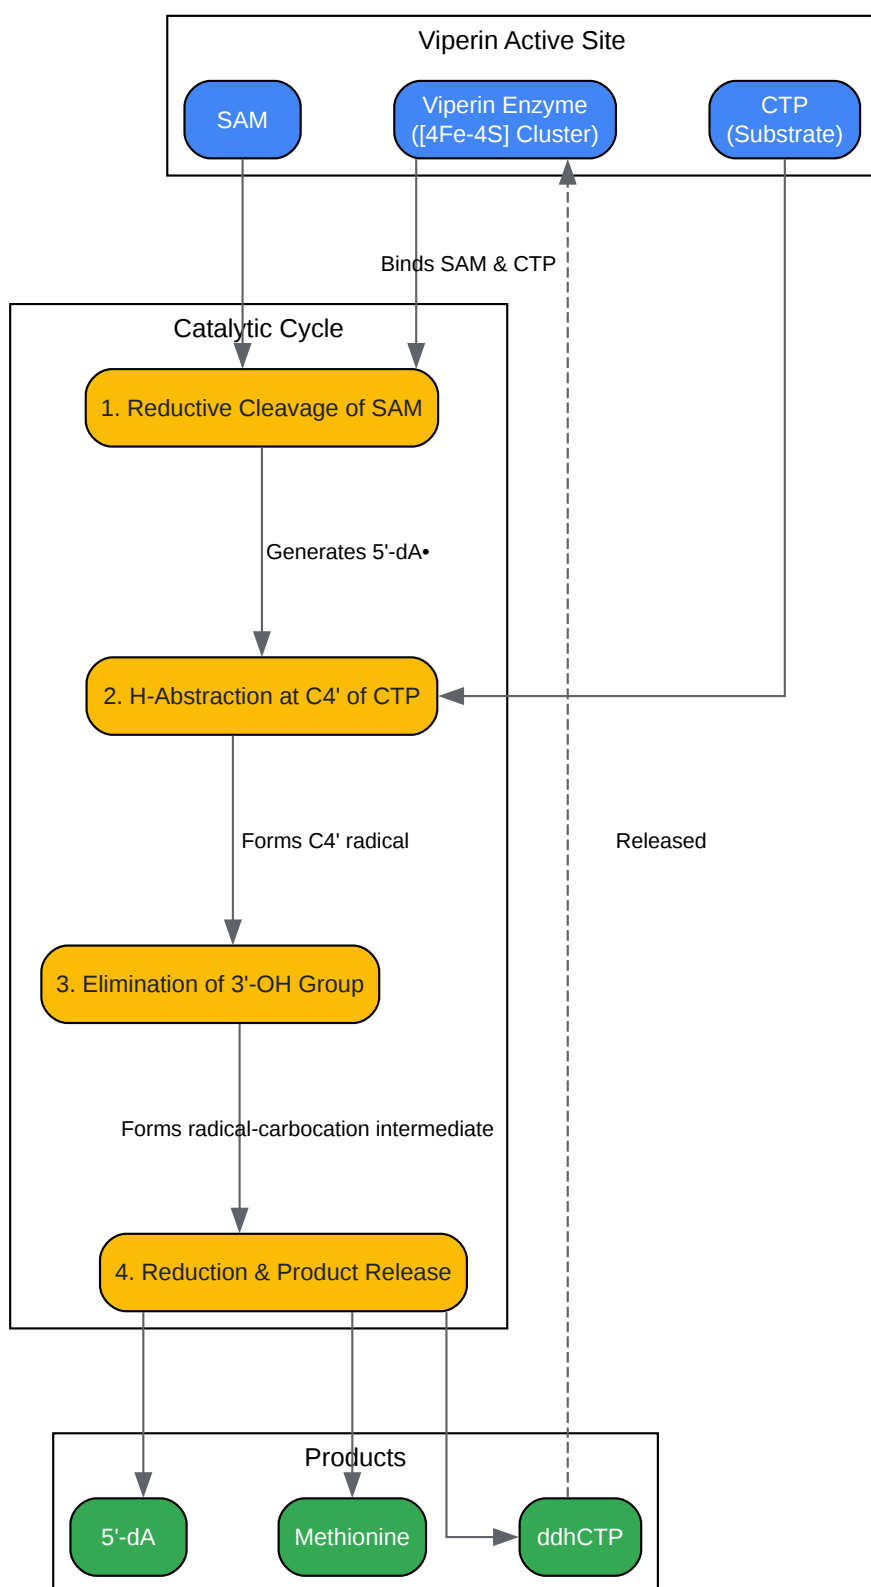 Viperin Active Site
SAM
Viperin Enzyme
([4Fe-4S] Cluster)
CTP
(Substrate)
Binds SAM & CTP
Catalytic Cycle
1. Reductive Cleavage of SAM
Generates 5'-dA•
2. H-Abstraction at C4' of CTP
Forms C4' radical
Released
3. Elimination of 3'-OH Group
Forms radical-carbocation intermediate
4. Reduction & Product Release
Products
5'-dA
Methionine
ddhCTP